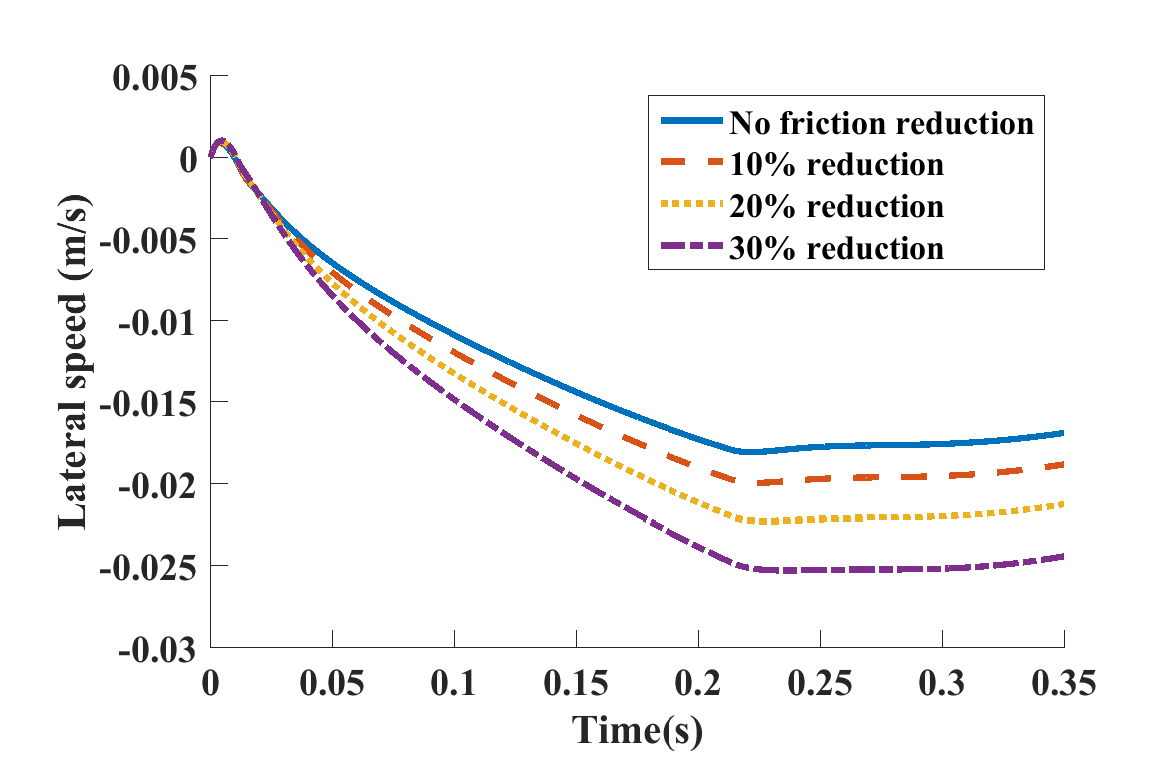 0.005
0
-0.005
-0.01
-0.015
-0.02
-0.025
-0.03
Lateral speed (m/s)
No friction reduction
10% reduction
20% reduction
30% reduction
0 0.05 0.1 0.15 0.2 0.25 0.3 0.35
Time(s)